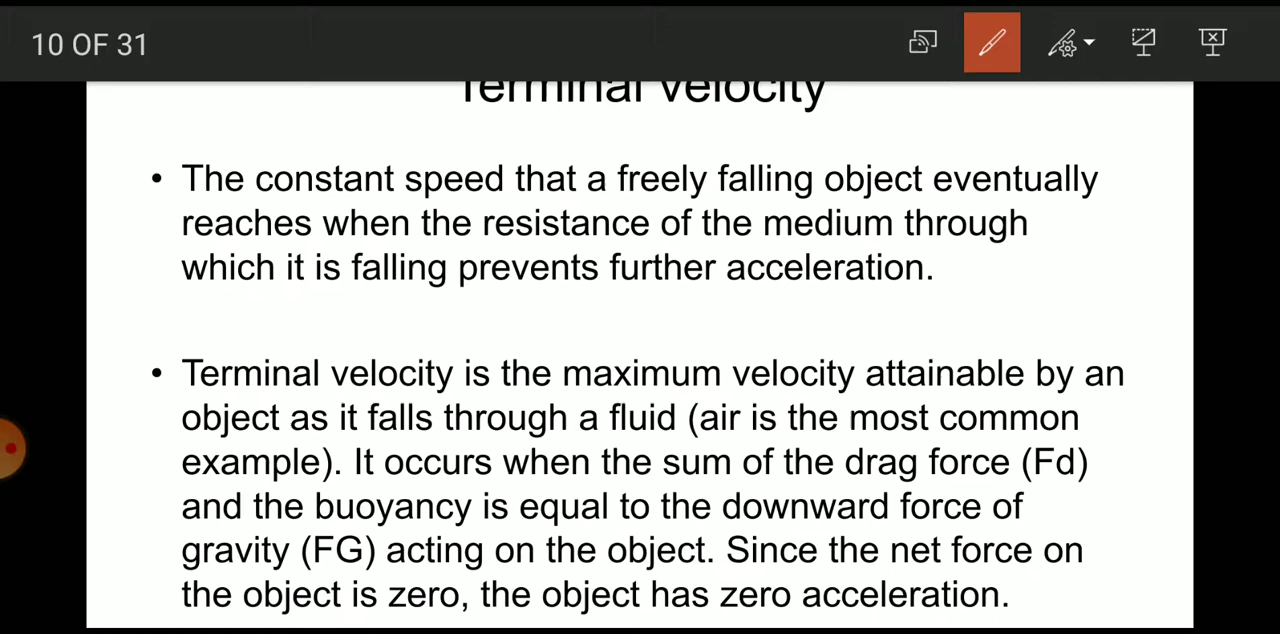 10 OF 31
Terminal velocity
• The constant speed that a freely falling object eventually
reaches when the resistance of the medium through
which it is falling prevents further acceleration.
• Terminal velocity is the maximum velocity attainable by an
object as it falls through a fluid (air is the most common
example). It occurs when the sum of the drag force (Fd)
and the buoyancy is equal to the downward force of
gravity (FG) acting on the object. Since the net force on
the object is zero, the object has zero acceleration.